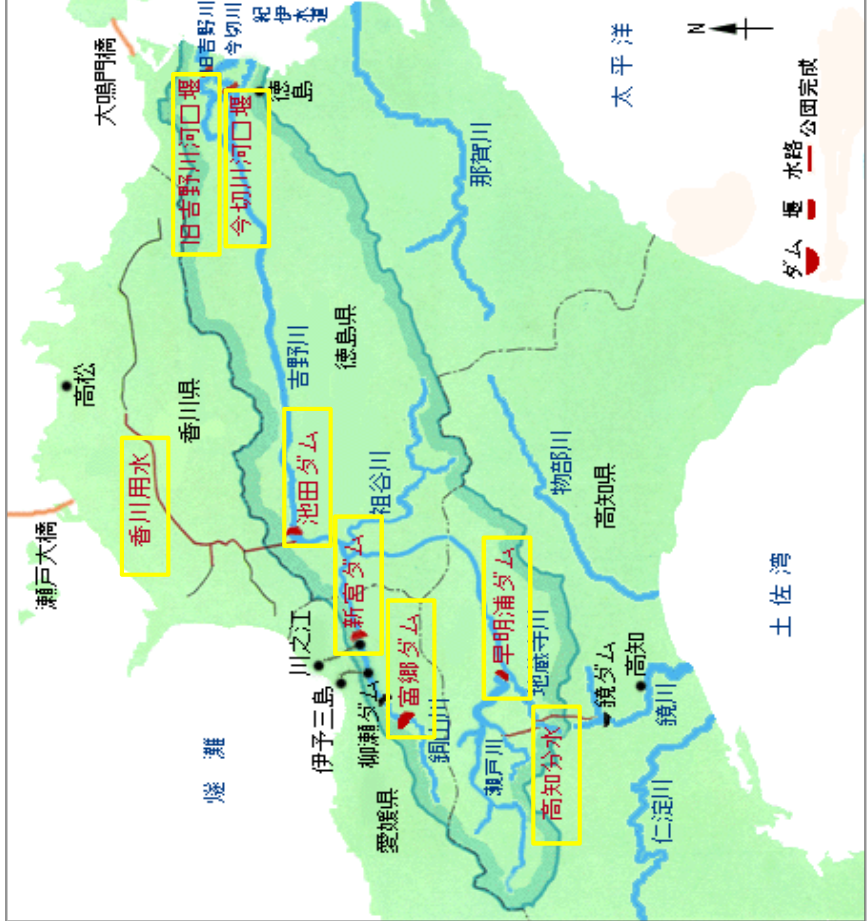 瀬戸大橋
大鳴門橋
高松
香川用水
香川県
旧吉野川河口堰
旧吉野川
今切川河口堰
今切川
紀伊水道
徳島
燧灘
川之江
伊予三島
柳瀬ダム
愛媛県
池田ダム
吉野川
徳島県
新宮ダム
祖谷川
富郷ダム
銅山川
那賀川
早明浦ダム
地蔵寺川
瀬戸川
高知分水
物部川
高知県
鏡ダム
高知
鏡川
仁淀川
土佐湾
太平洋
N
ダム 堰 水路
公団完成